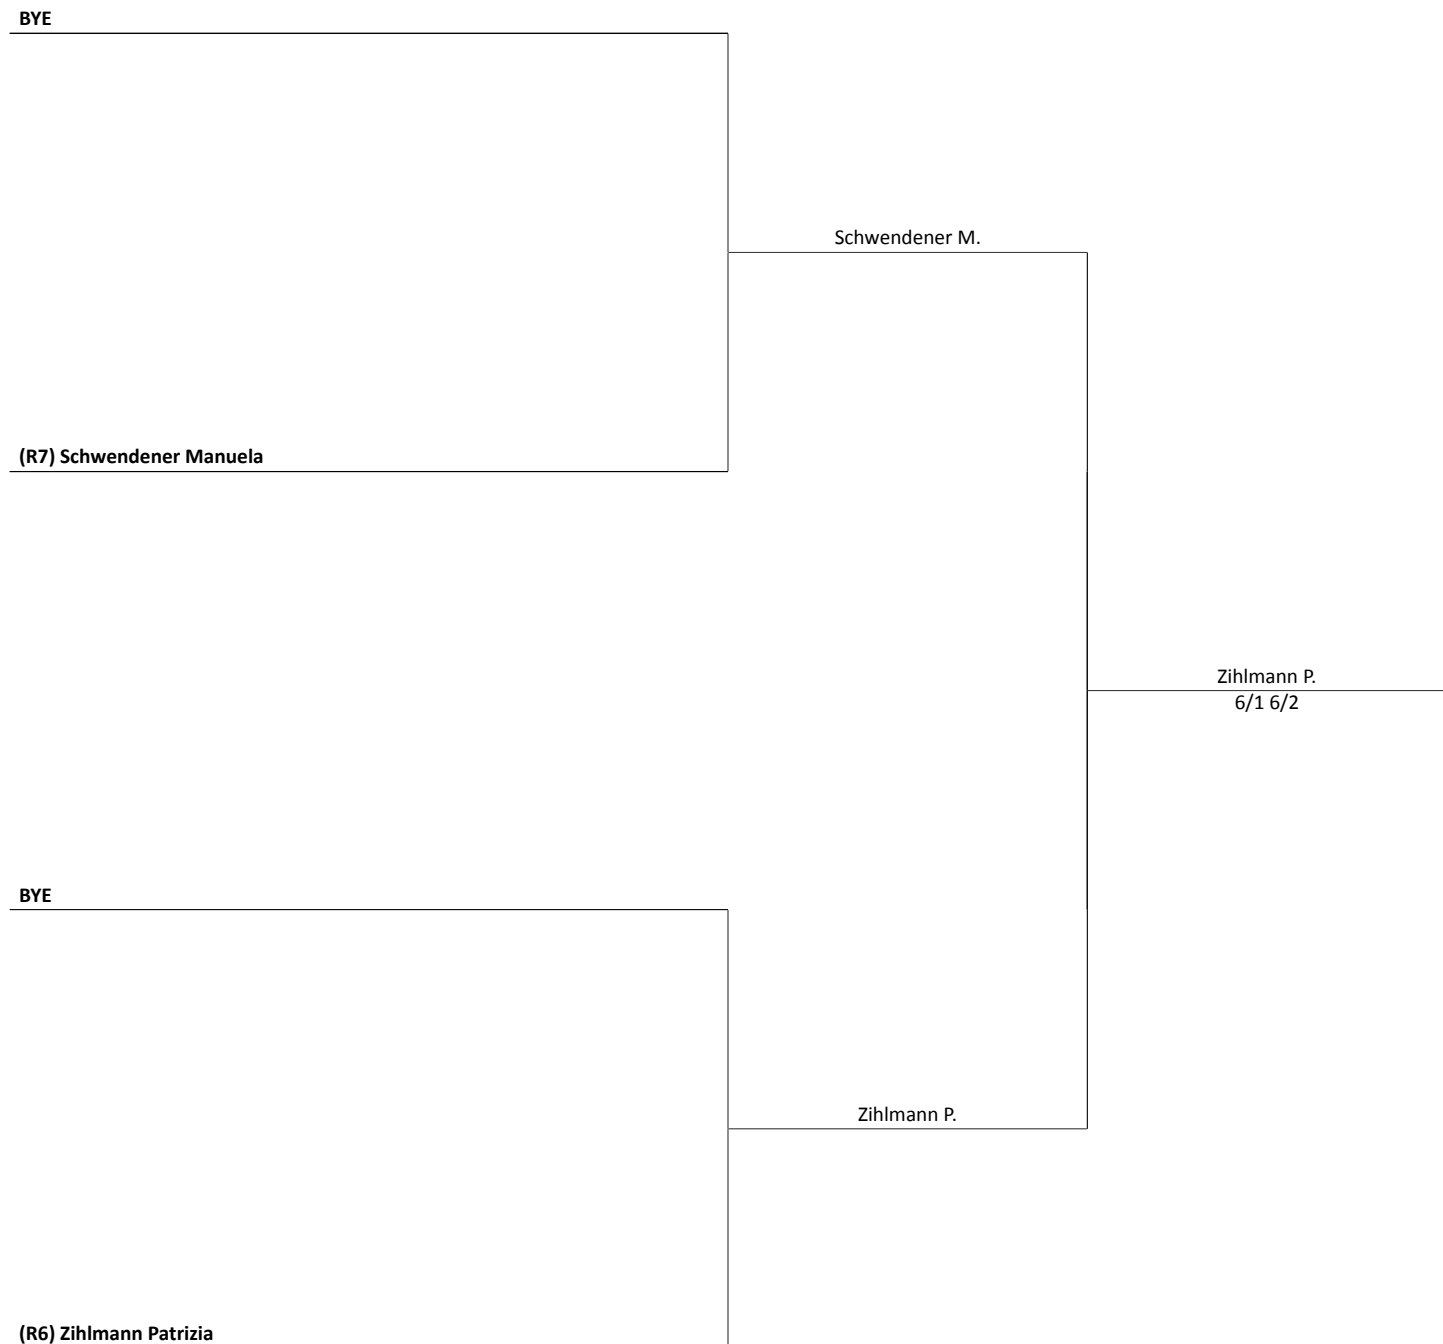 BYE
Schwendener M.
(R7) Schwendener Manuela
Zihlmann P.
6/1 6/2
BYE
Zihlmann P.
(R6) Zihlmann Patrizia